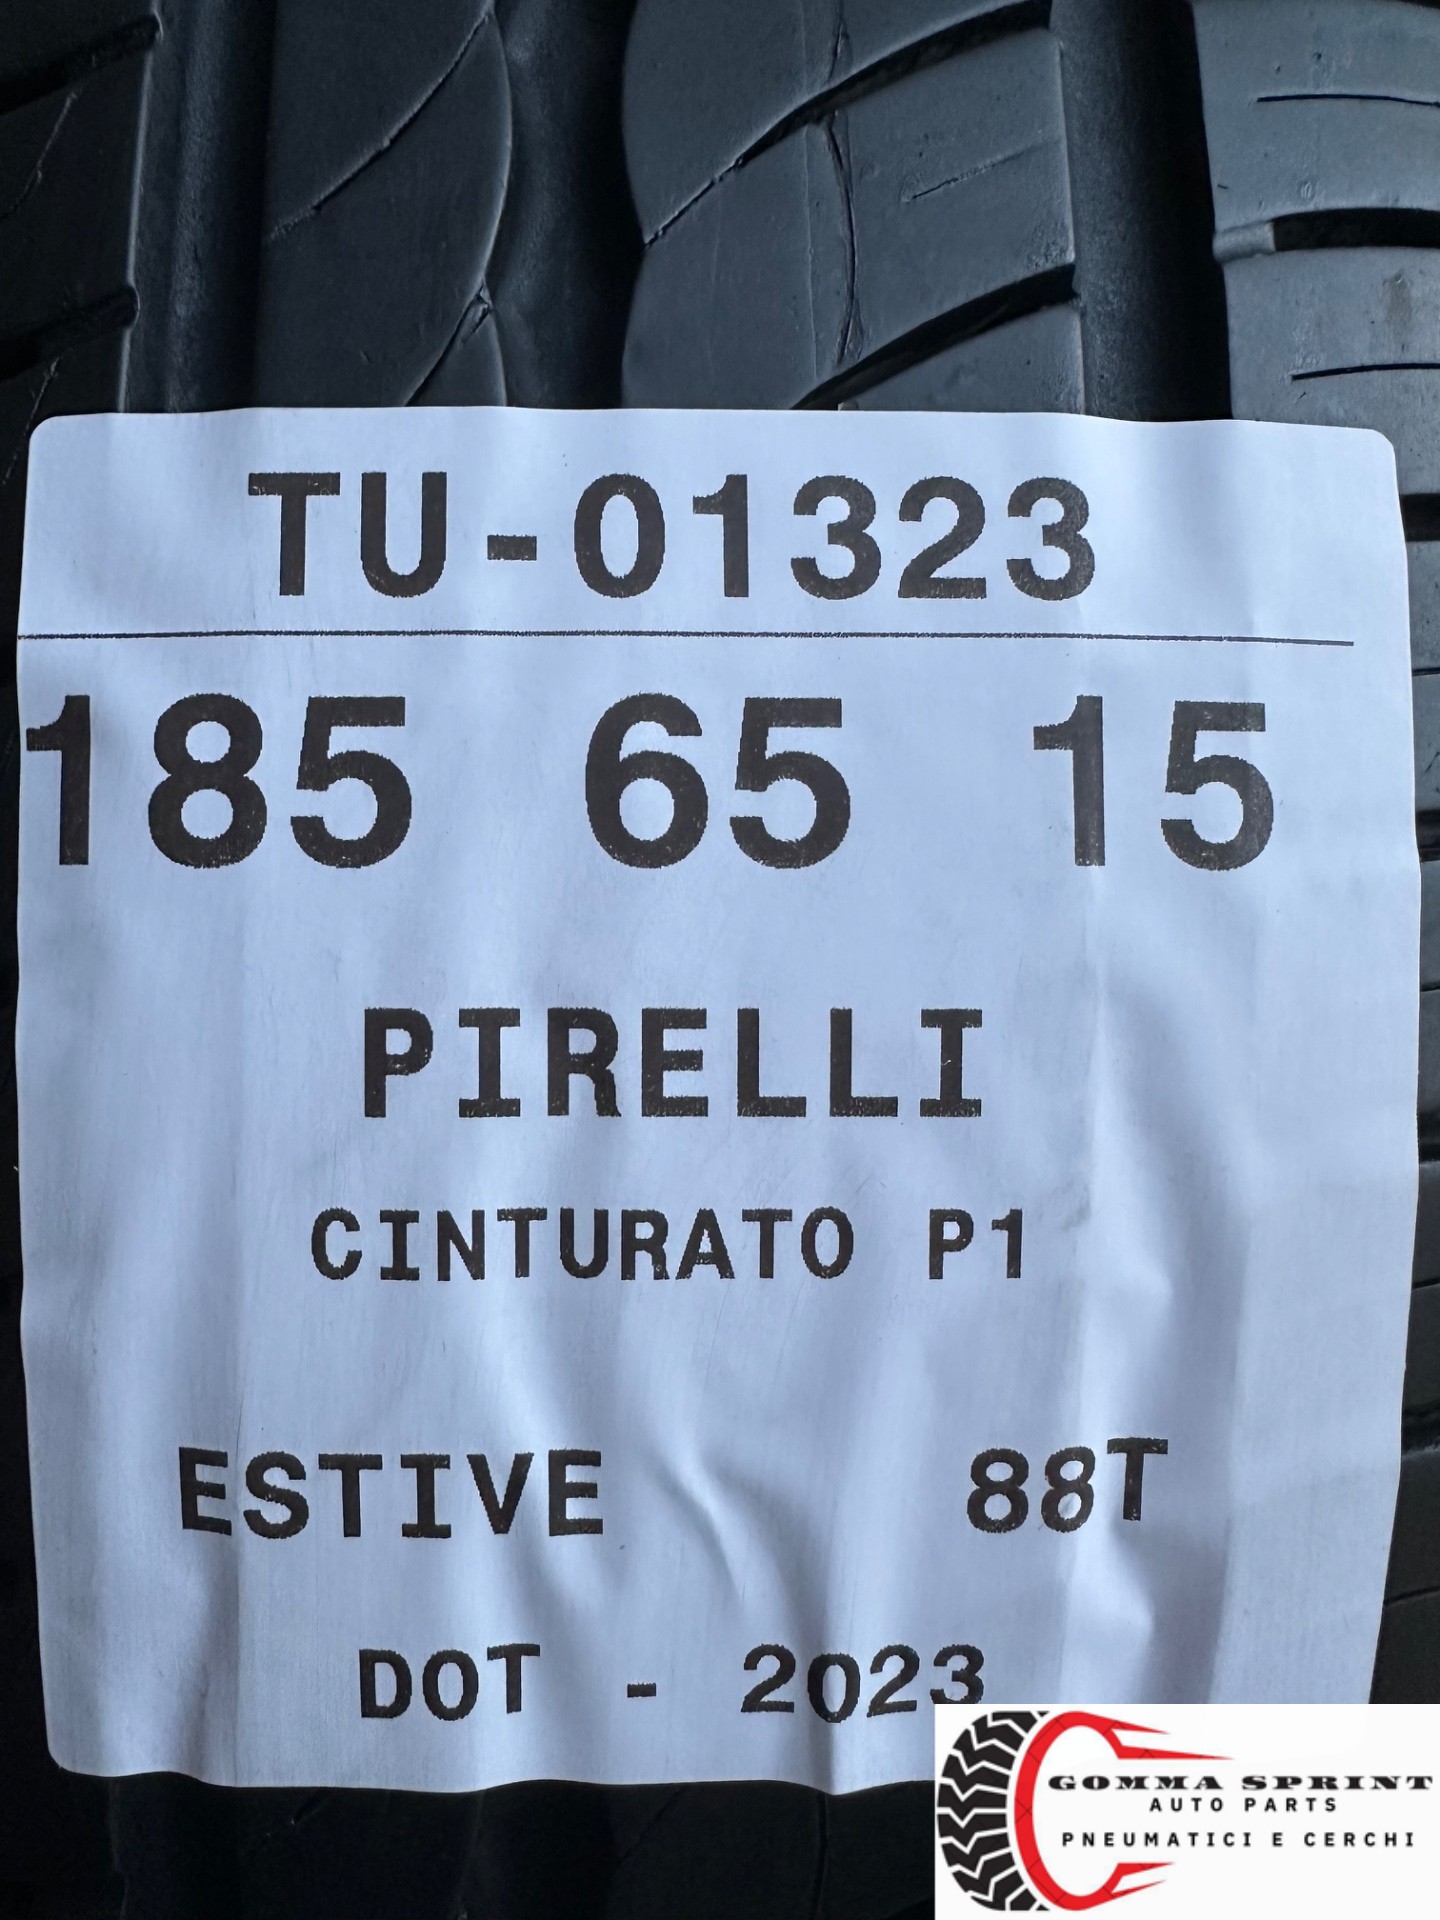 TU-01323
185 65 15
PIRELLI
CINTURATO P1
ESTIVE 88T
DOT - 2023
GOMMA SPRINT
AUTO PARTS
PNEUMATICI E CERCHI